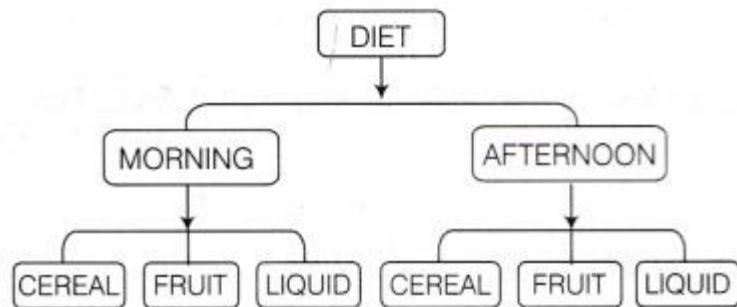 DIET
MORNING AFTERNOON
CEREAL FRUIT LIQUID CEREAL FRUIT LIQUID